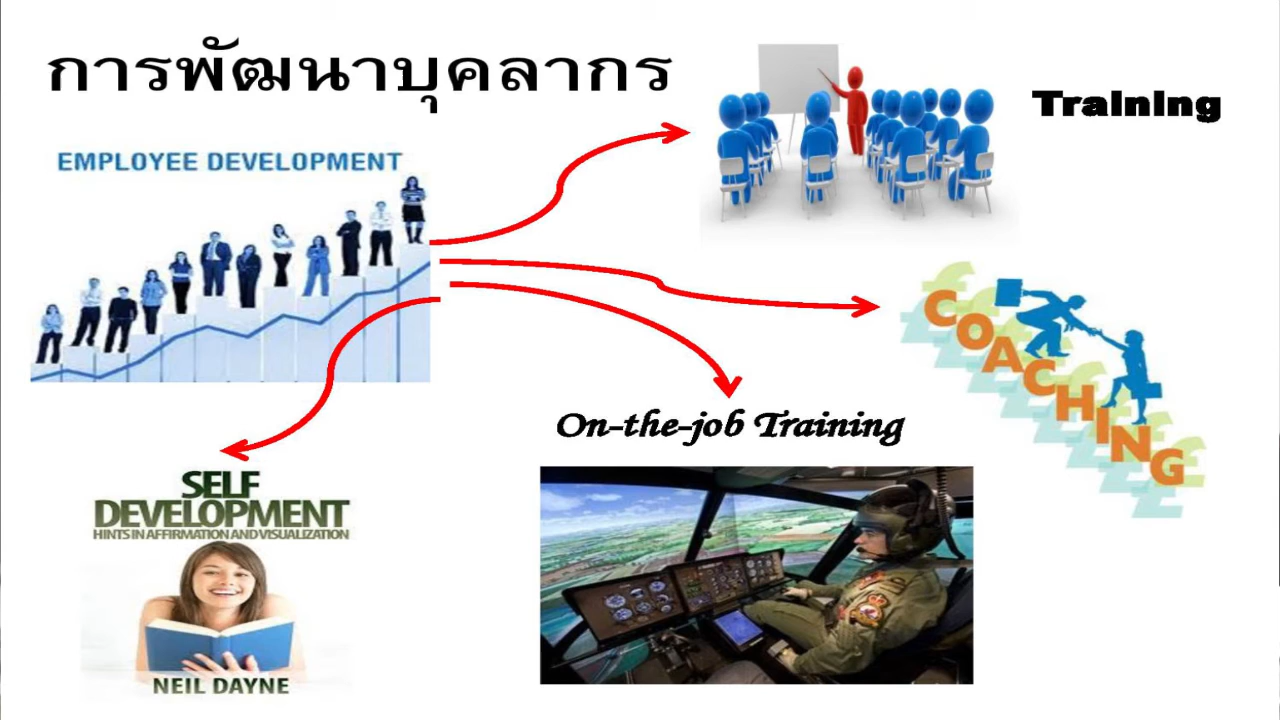 การพัฒนาบุคลากร
Training
EMPLOYEE DEVELOPMENT
COACHING
On-the-job Training
SELF
DEVELOPMENT
HINTS IN AFFIRMATION AND VISUALIZATION
NEIL DAYNE